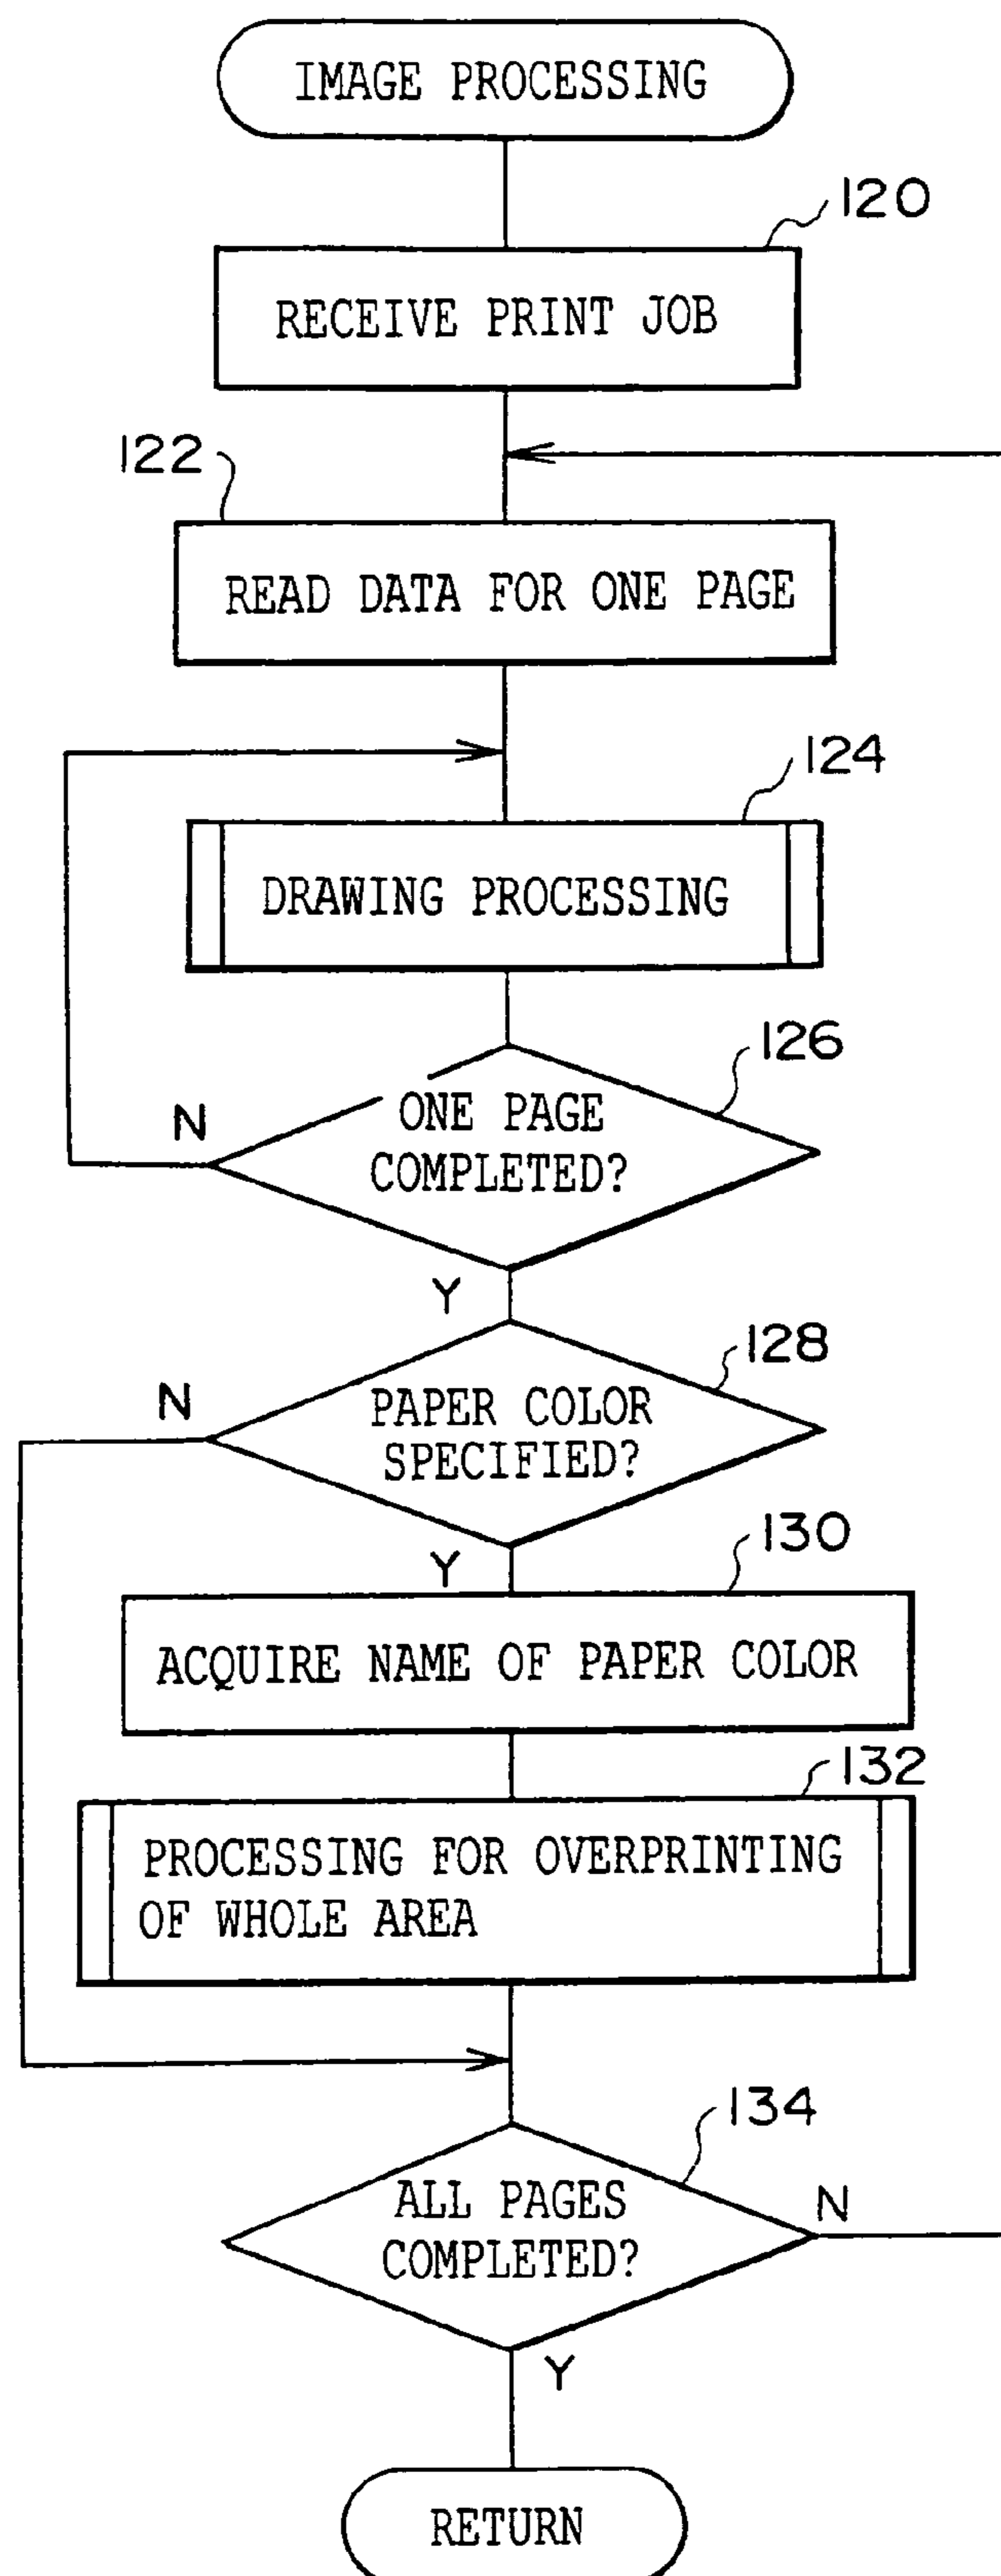 IMAGE PROCESSING
120
RECEIVE PRINT JOB
122
READ DATA FOR ONE PAGE
124
DRAWING PROCESSING
126
N
ONE PAGE
COMPLETED?
Y
128
N
PAPER COLOR
SPECIFIED?
130
Y
ACQUIRE NAME OF PAPER COLOR
132
PROCESSING FOR OVERPRINTING
OF WHOLE AREA
134
ALL PAGES
N
COMPLETED?
Y
RETURN